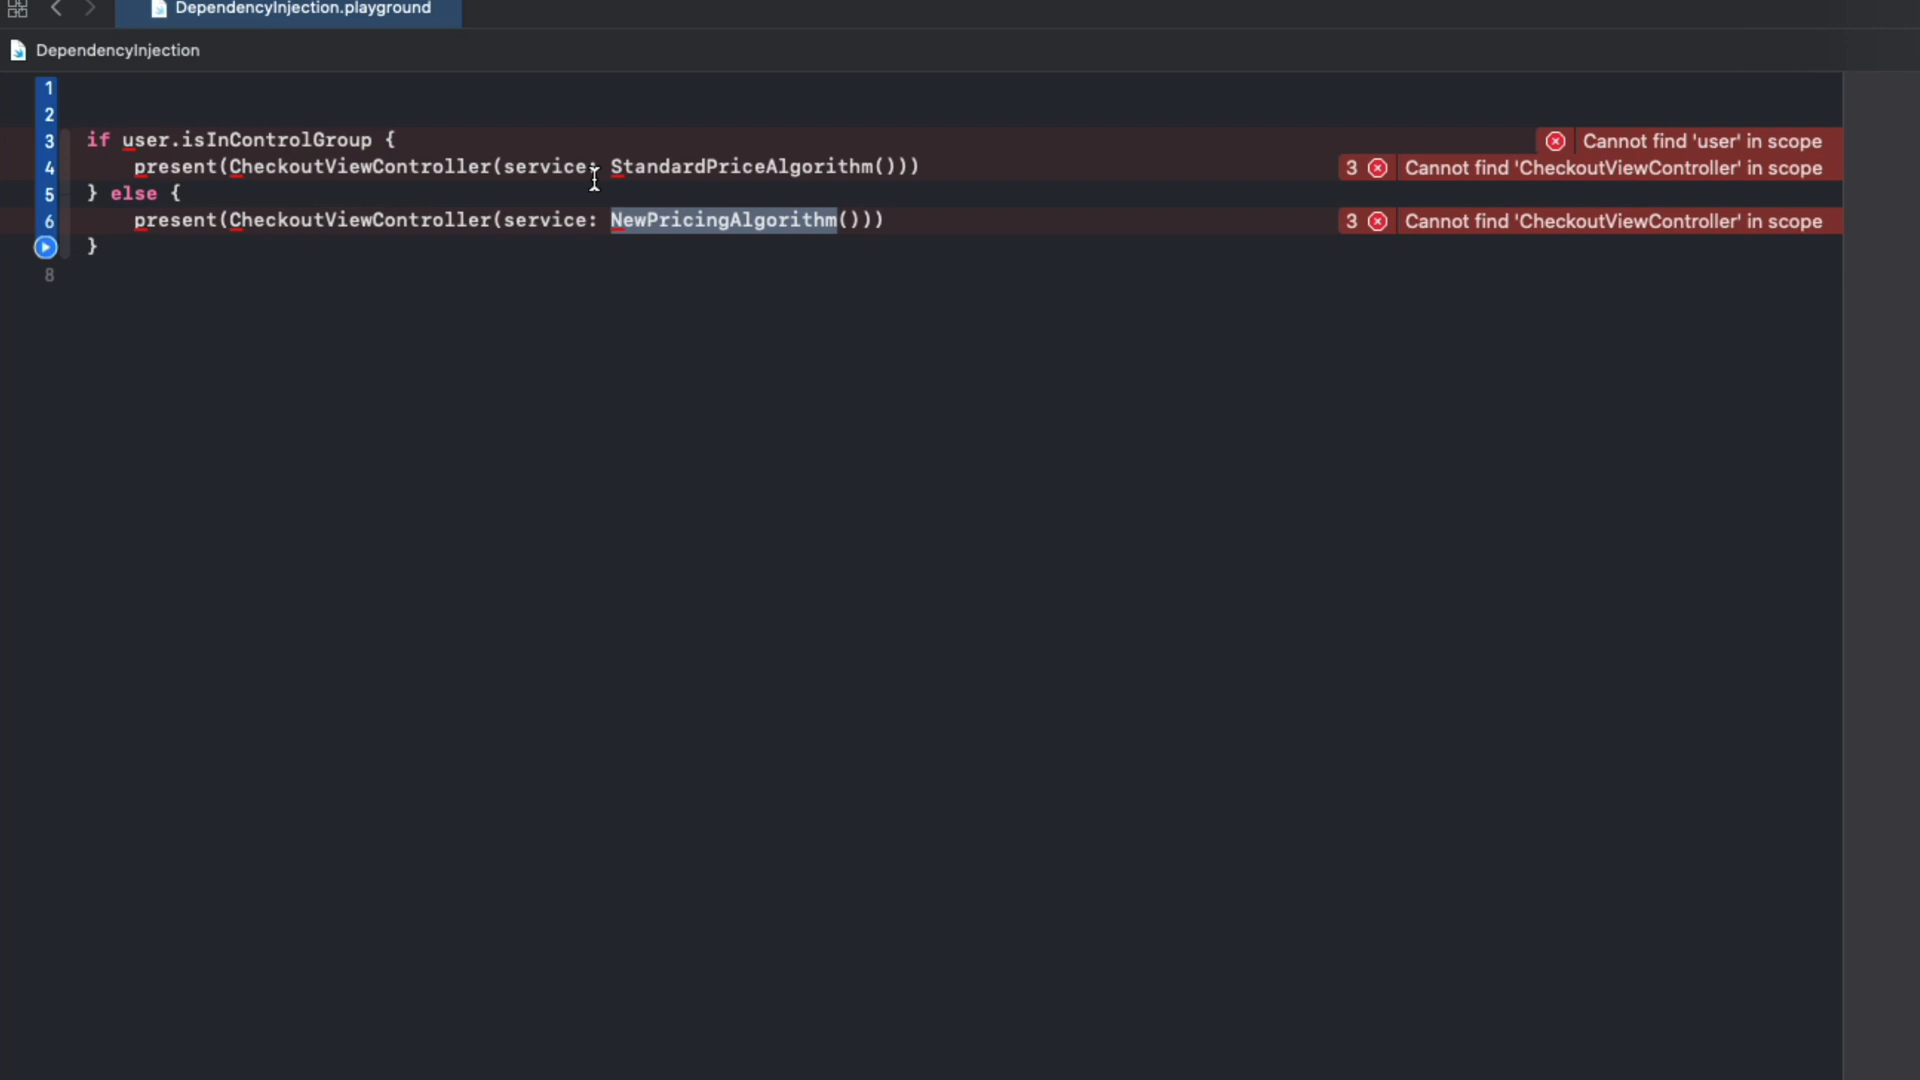 DependencyInjection.playground
DependencyInjection
1
2
3 if user.isInControlGroup { Cannot find 'user' in scope
4 present(CheckoutViewController(service: StandardPriceAlgorithm())) 3 Cannot find 'CheckoutViewController' in scope
5 } else {
6 present(CheckoutViewController(service: NewPricingAlgorithm())) 3 Cannot find 'CheckoutViewController' in scope
}
8